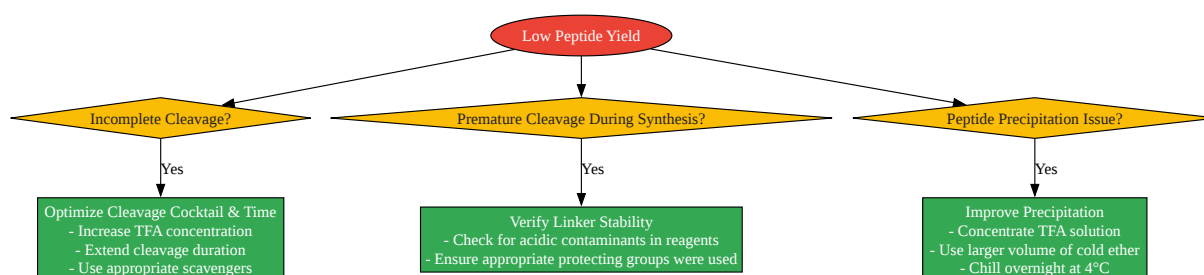 Low Peptide Yield
Incomplete Cleavage?
Premature Cleavage During Synthesis?
Peptide Precipitation Issue?
Yes
Yes
Yes
Optimize Cleavage Cocktail & Time
- Increase TFA concentration
- Extend cleavage duration
- Use appropriate scavengers
Verify Linker Stability
- Check for acidic contaminants in reagents
- Ensure appropriate protecting groups were used
Improve Precipitation
- Concentrate TFA solution
- Use larger volume of cold ether
- Chill overnight at 4°C